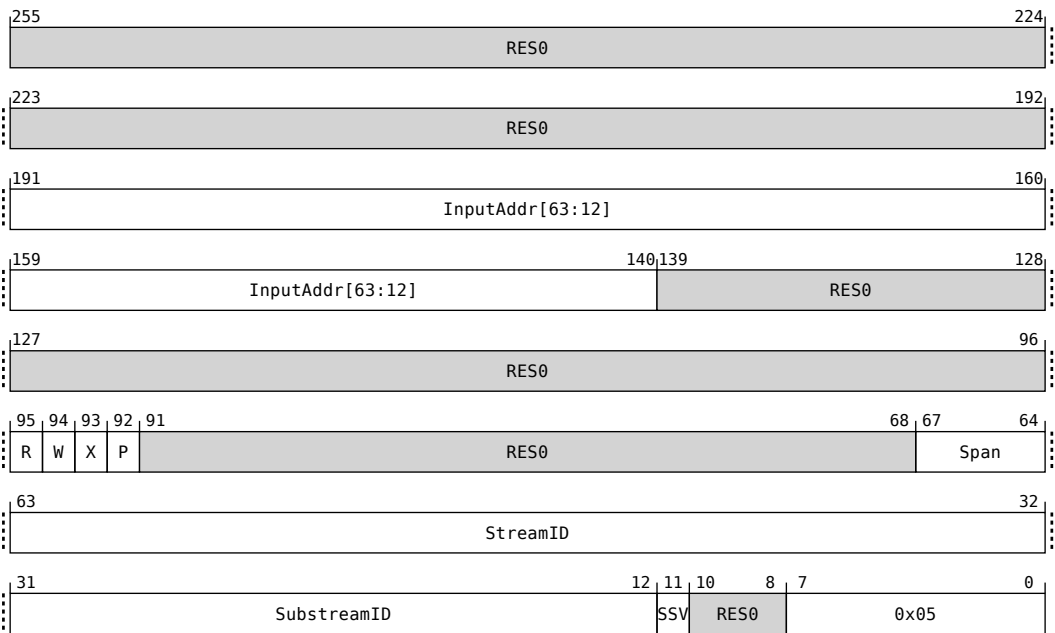 255 224
RES0
223 192
RES0
191 160
InputAddr[63:12]
159 140 139 128
InputAddr[63:12] RES0
127 96
RES0
95 94 93 92 91 68 67 64
R W X P RES0 Span
63 32
StreamID
31 12 11 10 8 7 0
SubstreamID SSV RES0 0x05